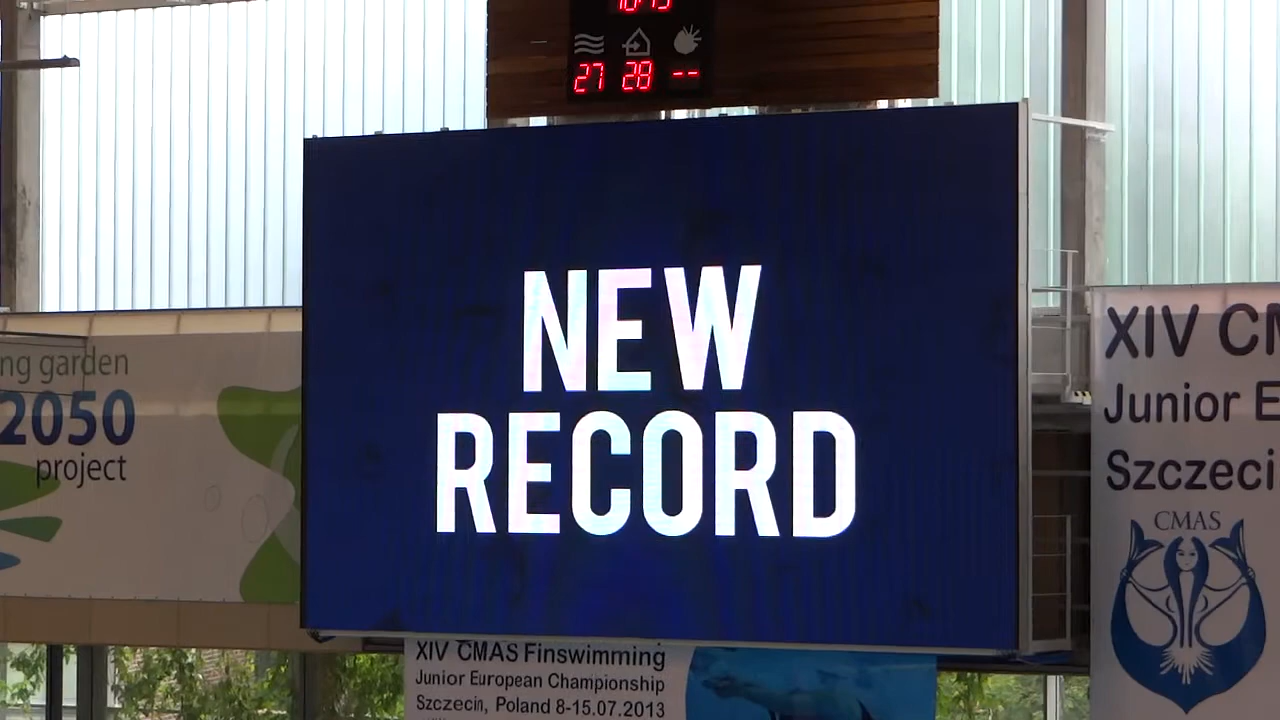 27 28 --
NEW
RECORD
ng garden
2050
project
XIV CMAS Finswimming
Junior European Championship
Szczecin, Poland 8-15.07.2013
XIV CM
Junior E
Szczeci
CMAS